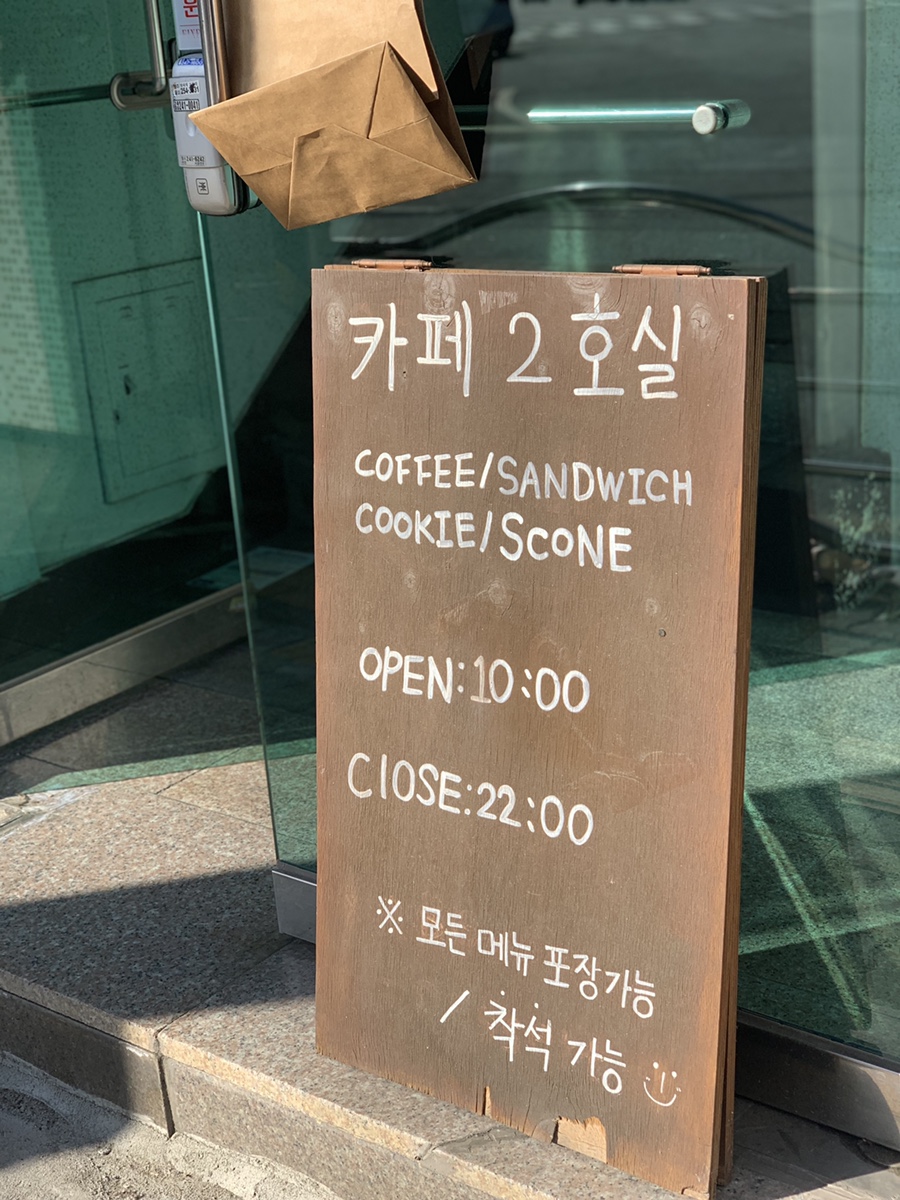 카페 2호실
COFFEE/SANDWICH
COOKIE/SCONE
OPEN:10:00
CLOSE:22:00
※ 모든 메뉴 포장가능
/ 착석 가능